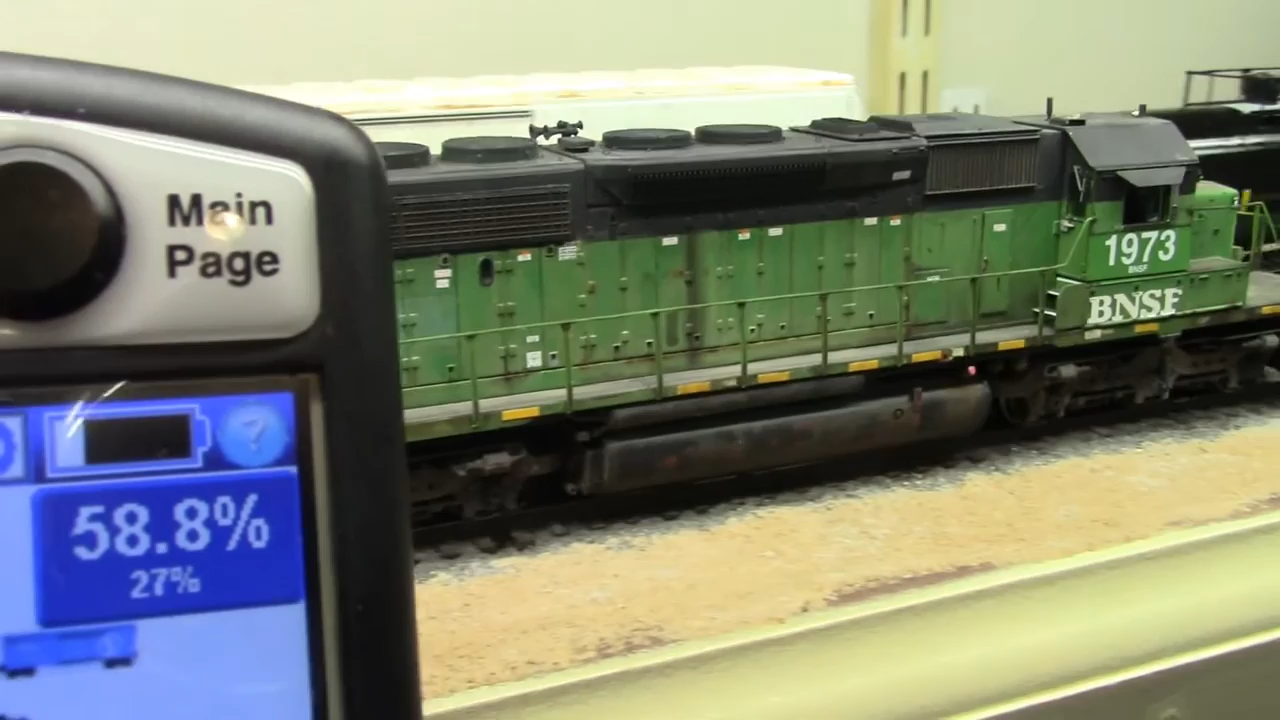 Main
Page
?
58.8%
27%
1973
BNSF
BNSF